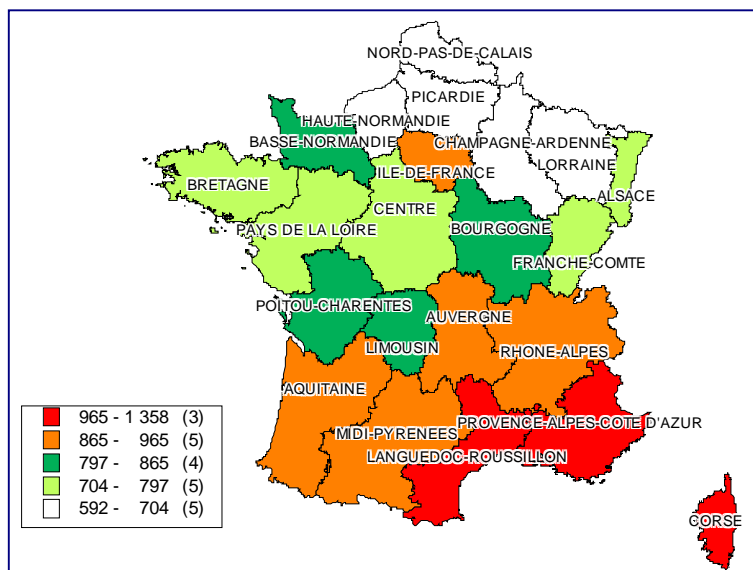 NORD-PAS-DE-CALAIS
PICARDIE
HAUTE-NORMANDIE
BASSE-NORMANDIE
CHAMPAGNE-ARDENNE
LORRAINE
ILE-DE-FRANCE
BRETAGNE
ALSACE
CENTRE
PAYS DE LA LOIRE
BOURGOGNE
FRANCHE-COMTE
POITOU-CHARENTES
AUVERGNE
LIMOUSIN
RHONE-ALPES
AQUITAINE
PROVENCE-ALPES-COTE D'AZUR
MIDI-PYRENEES
LANGUEDOC-ROUSSILLON
CORSE
965 - 1 358 (3)
865 - 965 (5)
797 - 865 (4)
704 - 797 (5)
592 - 704 (5)